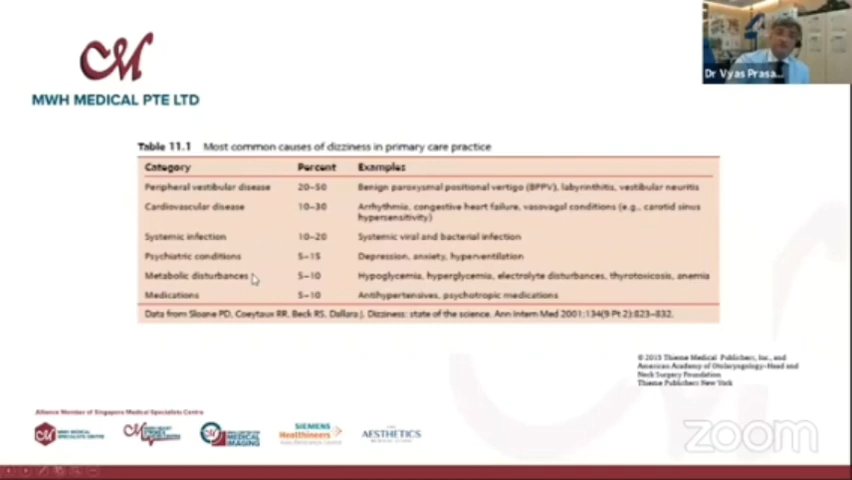 CM
MWH MEDICAL PTE LTD
Dr Vyas Prasa...
Table 11.1 Most common causes of dizziness in primary care practice
Category Percent Examples
Peripheral vestibular disease 20–50 Benign paroxysmal positional vertigo (BPPV), labyrinthitis, vestibular neuritis
Cardiovascular disease 10–30 Arrhythmia, congestive heart failure, vasovagal conditions (e.g., carotid sinus
hypersensitivity)
Systemic infection 10–20 Systemic viral and bacterial infection
Psychiatric conditions 5–15 Depression, anxiety, hyperventilation
Metabolic disturbances 5–10 Hypoglycemia, hyperglycemia, electrolyte disturbances, thyrotoxicosis, anemia
Medications 5–10 Antihypertensives, psychotropic medications
Data from Sloane PD, Coeytaux RR, Beck RS, Dallara J. Dizziness: state of the science. Ann Intern Med 2001;134(9 Pt 2):823–832.
© 2015 Thieme Medical Publishers, Inc., and
American Academy of Otolaryngology–Head and
Neck Surgery Foundation
Thieme Publishers New York
Alliance Member of Singapore Medical Specialists Centre
MWH MEDICAL
SPECIALISTS CENTRE
MEDICAL
IMAGING
SIEMENS
Healthineers
AESTHETICS
zoom